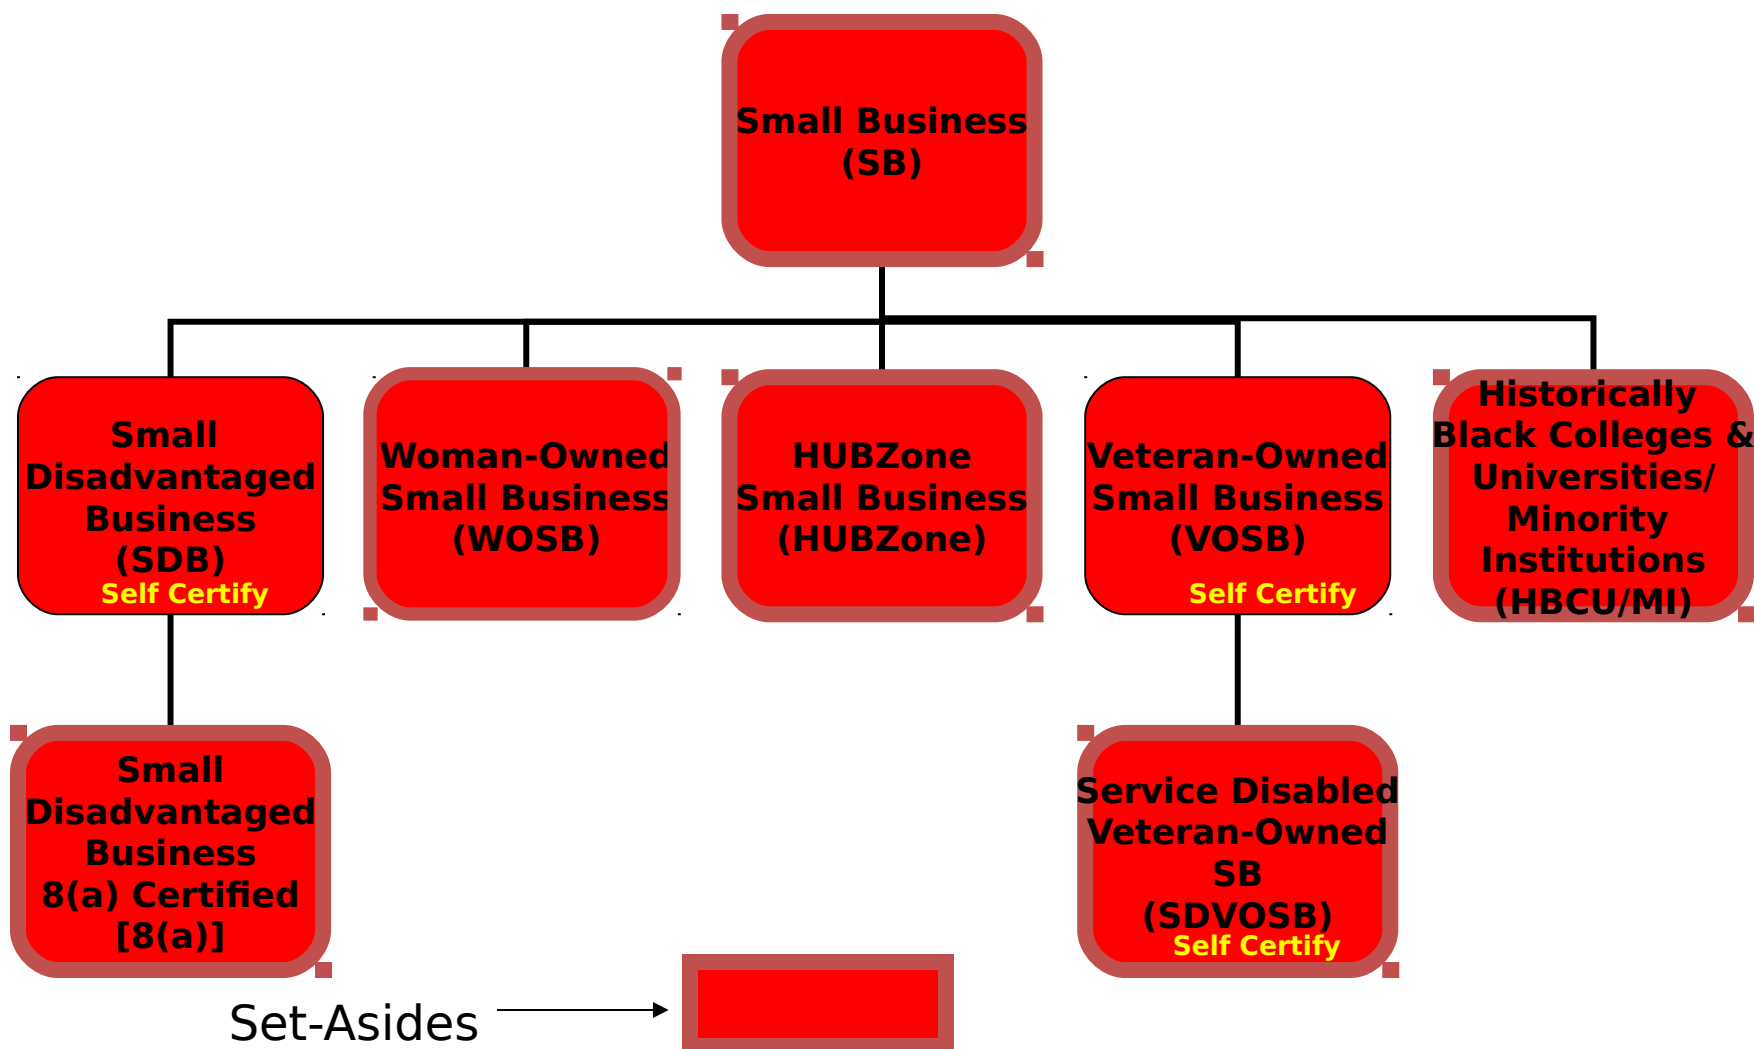 Small Business
(SB)
Small
Disadvantaged
Business
(SDB)
Self Certify
Woman-Owned
Small Business
(WOSB)
HUBZone
Small Business
(HUBZone)
Veteran-Owned
Small Business
(VOSB)
Self Certify
Historically
Black Colleges &
Universities/
Minority
Institutions
(HBCU/MI)
Small
Disadvantaged
Business
8(a) Certified
[8(a)]
Service Disabled
Veteran-Owned
SB
(SDVOSB)
Self Certify
Set-Asides